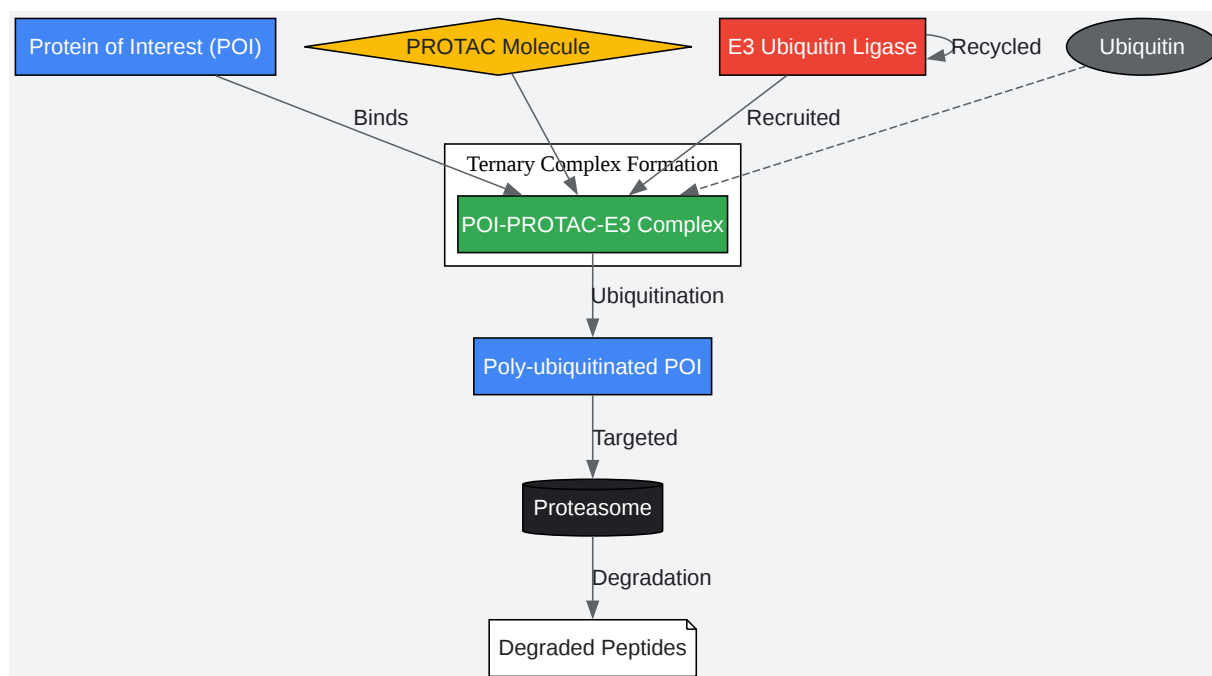 Protein of Interest (POI)
PROTAC Molecule
E3 Ubiquitin Ligase
Recycled
Ubiquitin
Binds
Recruited
Ternary Complex Formation
POI-PROTAC-E3 Complex
Ubiquitination
Poly-ubiquitinated POI
Targeted
Proteasome
Degradation
Degraded Peptides